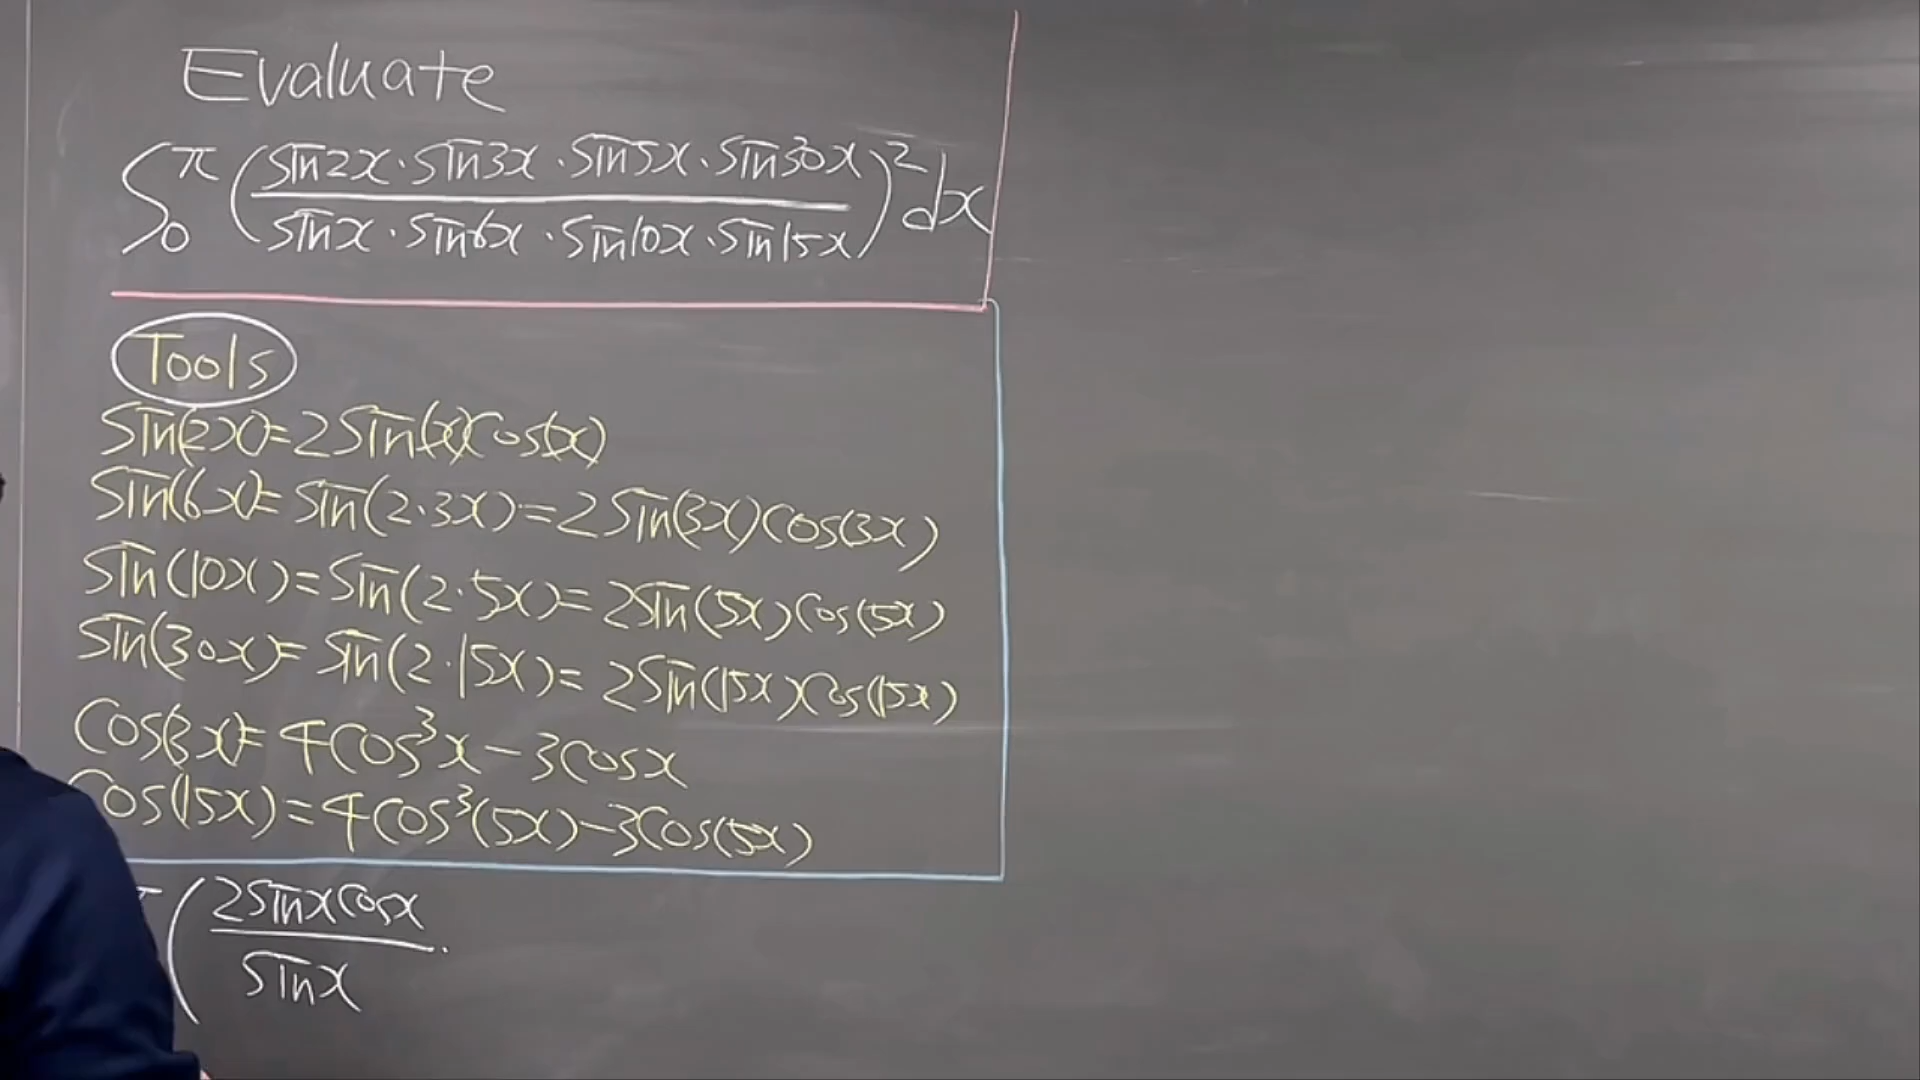 Evaluate
∫₀^π (sin2x·sin3x·sin5x·sin30x / sinx·sin6x·sin10x·sin15x)² dx
Tools
sin(2x)=2sin(x)cos(x)
sin(6x)=sin(2·3x)=2sin(3x)cos(3x)
sin(10x)=sin(2·5x)=2sin(5x)cos(5x)
sin(30x)=sin(2·15x)=2sin(15x)cos(15x)
cos(3x)=4cos³x-3cosx
cos(15x)=4cos³(5x)-3cos(5x)
(2sinxcosx / sinx ·